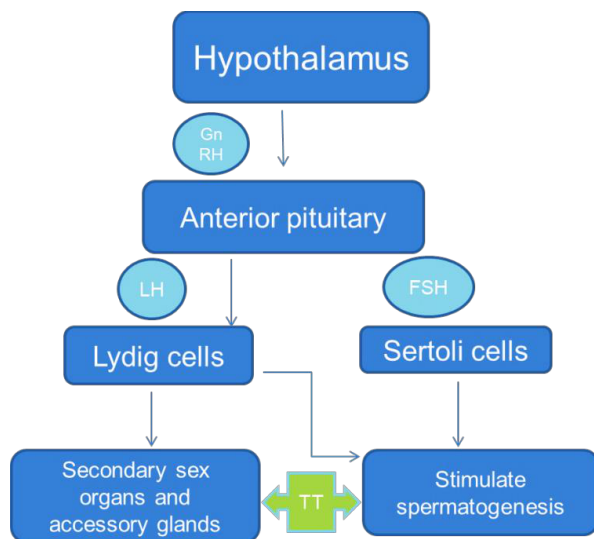 Hypothalamus
Gn
RH
Anterior pituitary
LH
FSH
Lydig cells
Sertoli cells
Secondary sex
organs and
accessory glands
TT
Stimulate
spermatogenesis